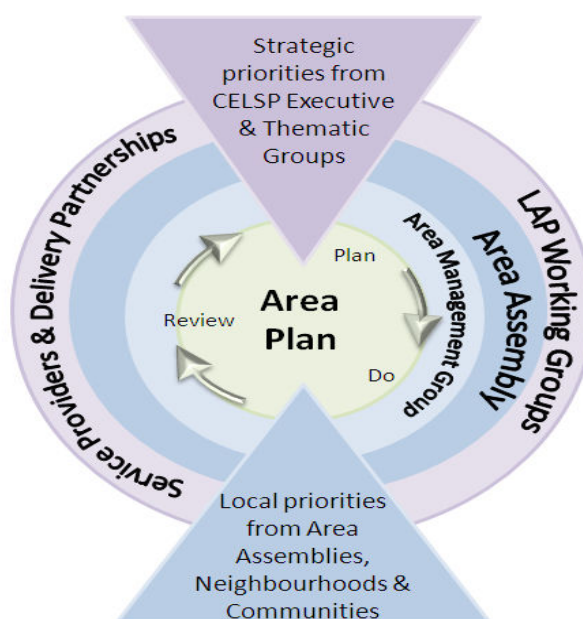 Strategic
priorities from
CELSP Executive
& Thematic
Groups
Service Providers & Delivery Partnerships
LAP Working Groups
Area Assembly
Area Management Group
Plan
Area
Plan
Review
Do
Local priorities
from Area
Assemblies,
Neighbourhoods &
Communities